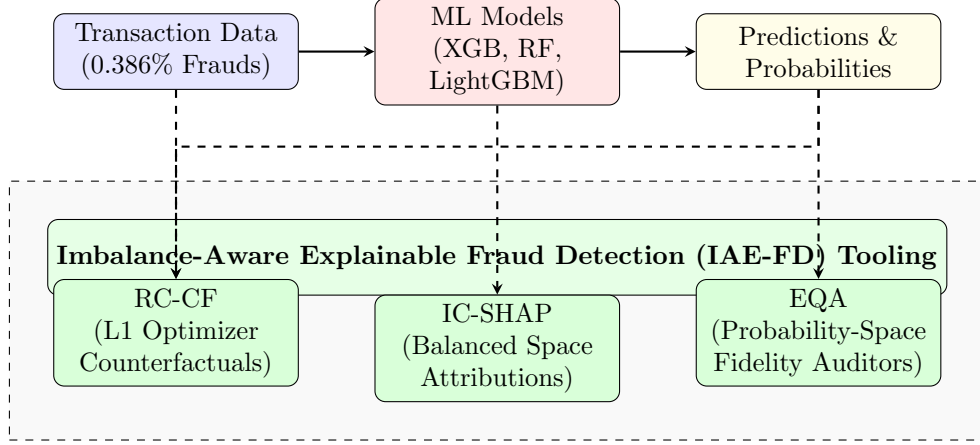 Transaction Data
(0.386% Frauds)
ML Models
(XGB, RF,
LightGBM)
Predictions &
Probabilities
Imbalance-Aware Explainable Fraud Detection (IAE-FD) Tooling
RC-CF
(L1 Optimizer
Counterfactuals)
IC-SHAP
(Balanced Space
Attributions)
EQA
(Probability-Space
Fidelity Auditors)